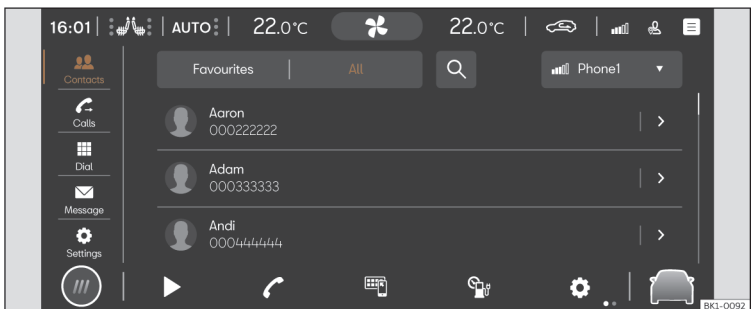 16:01 AUTO 22.0°C 22.0°C
Contacts
Calls
Dial
Message
Settings
Favourites All Phone1
Aaron
000222222
Adam
000333333
Andi
000444444
BK1-0092